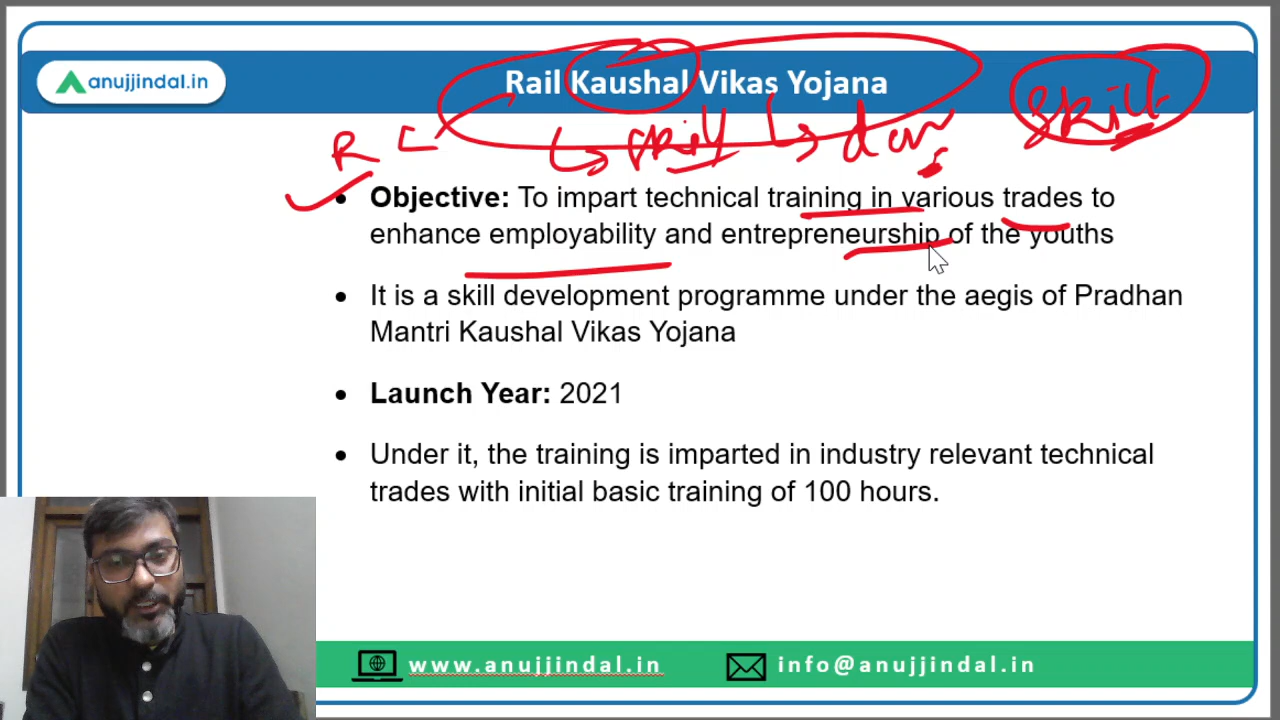 anujjindal.in
Rail Kaushal Vikas Yojana
skill
R
skill
dev
• Objective: To impart technical training in various trades to
enhance employability and entrepreneurship of the youths
• It is a skill development programme under the aegis of Pradhan
Mantri Kaushal Vikas Yojana
• Launch Year: 2021
• Under it, the training is imparted in industry relevant technical
trades with initial basic training of 100 hours.
www.anujjindal.in
info@anujjindal.in